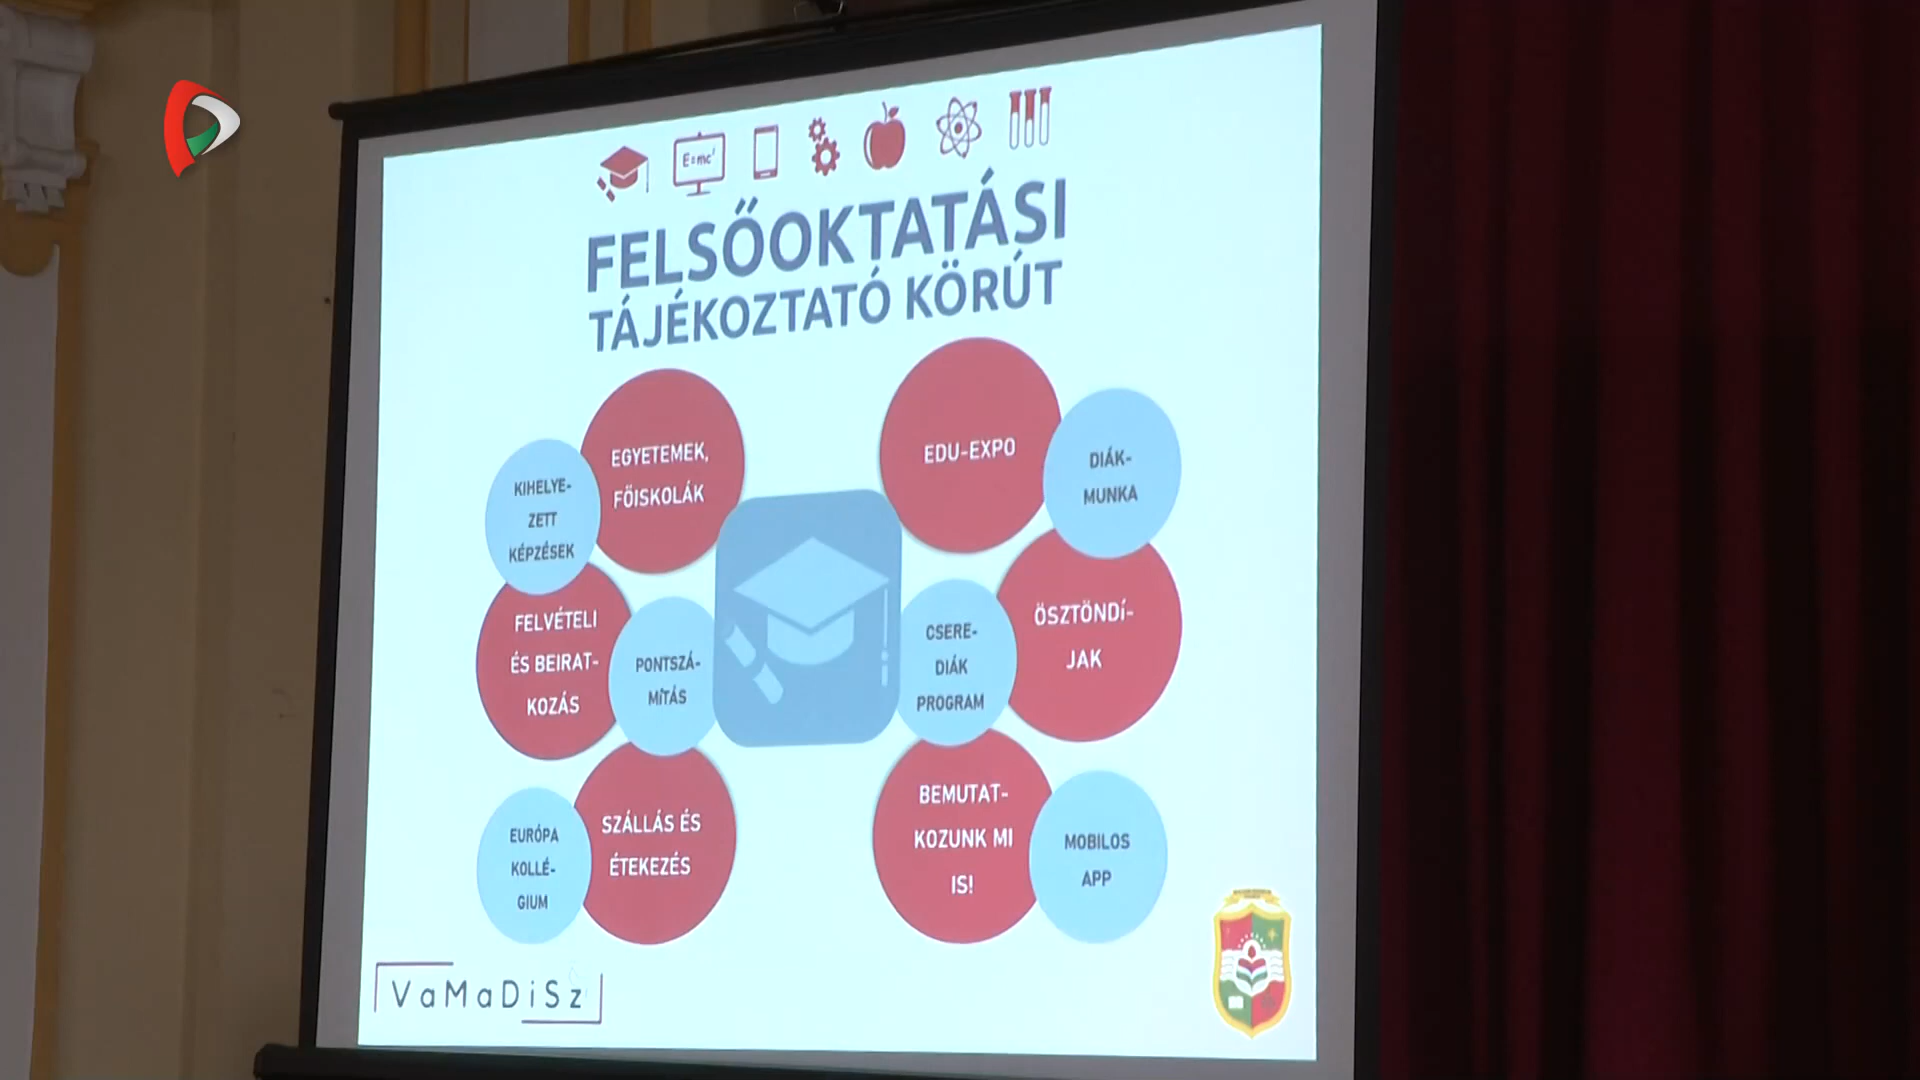 E=mc²
FELSŐOKTATÁSI
TÁJÉKOZTATÓ KÖRÚT
EGYETEMEK,
FŐISKOLÁK
KIHELYE-
ZETT
KÉPZÉSEK
FELVÉTELI
ÉS BEIRAT-
KOZÁS
PONTSZÁ-
MÍTÁS
EURÓPA
KOLLÉ-
GIUM
SZÁLLÁS ÉS
ÉTEKEZÉS
EDU-EXPO
DIÁK-
MUNKA
ÖSZTÖNDÍ-
JAK
CSERE-
DIÁK
PROGRAM
BEMUTAT-
KOZUNK MI
IS!
MOBILOS
APP
VaMaDiSz